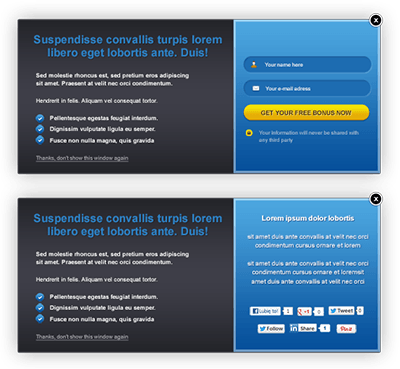 x
Suspendisse convallis turpis lorem
libero eget lobortis ante. Duis!
Sed molestie rhoncus est, sed pretium eros adipiscing
sit amet. Praesent at velit nec orci condimentum.
Hendrerit in felis. Aliquam vel consequat tortor.
Pellentesque egestas feugiat interdum.
Dignissim vulputate ligula eu semper.
Fusce non nulla magna, quis gravida
Thanks, don't show this window again
Your name here
Your e-mail adress
GET YOUR FREE BONUS NOW
Your Information will never be shared with
any third party
x
Suspendisse convallis turpis lorem
libero eget lobortis ante. Duis!
Sed molestie rhoncus est, sed pretium eros adipiscing
sit amet. Praesent at velit nec orci condimentum.
Hendrerit in felis. Aliquam vel consequat tortor.
Pellentesque egestas feugiat interdum.
Dignissim vulputate ligula eu semper.
Fusce non nulla magna, quis gravida
Thanks, don't show this window again
Lorem ipsum dolor lobortis
sit amet duis ante convallis at velit nec orci
condimentum cursus ornare et lorem
sit amet duis ante convallis at velit nec orci
condimentum cursus ornare et loremsit
amet duis ante convallis at velit nec orci
Lubię to! 1 +1 0 Tweet 0
Follow in Share 1 Pin it